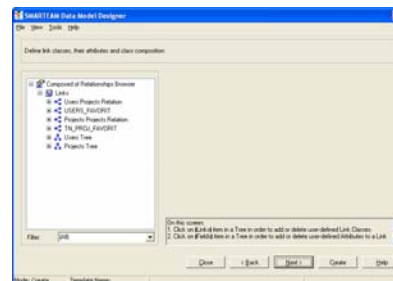 SMARTEAM Data Model Designer
File View Tools Help
Define link classes, their attributes and class composition
Composed of Relationships Browser
Links
Users Projects Relation
USERS_FAVORIT
Projects Projects Relation
TN_PROJ_FAVORIT
Users Tree
Projects Tree
Filter: (All)
On this screen:
1. Click on (Links) item in a Tree in order to add or delete user-defined Link Classes.
2. Click on (Fields) item in a Tree in order to add or delete user-defined Attributes to a Link
Close < Back Next > Create Help
Mode: Create Template Name: